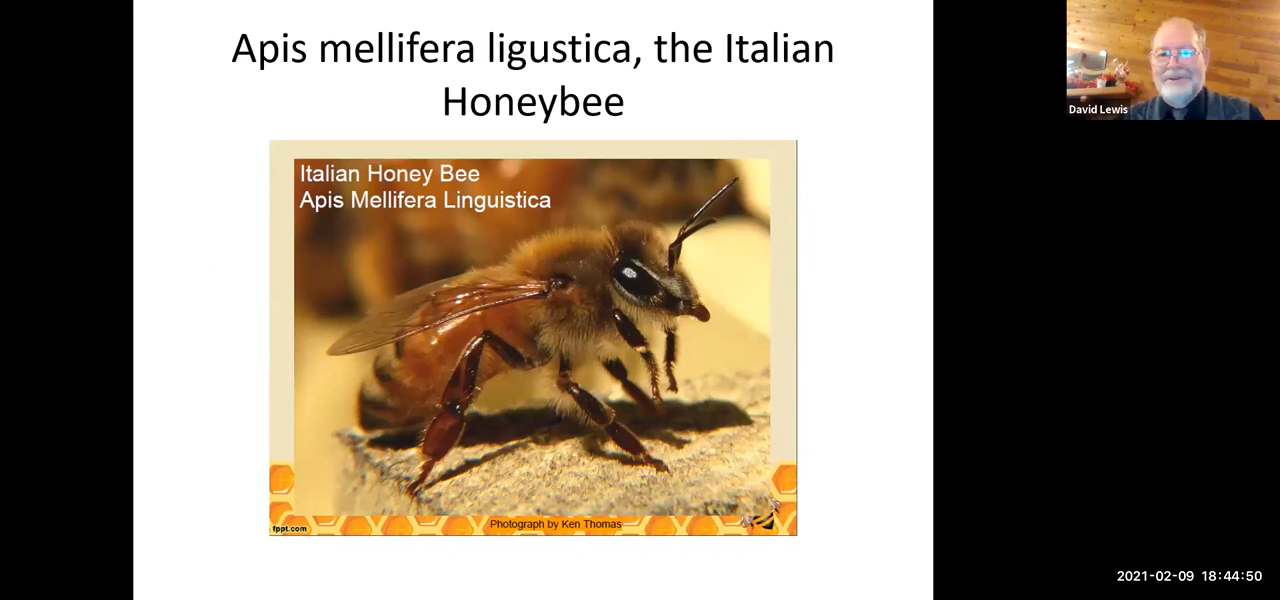 Apis mellifera ligustica, the Italian
Honeybee
Italian Honey Bee
Apis Mellifera Linguistica
Photograph by Ken Thomas
fppt.com
David Lewis
2021-02-09 18:44:50